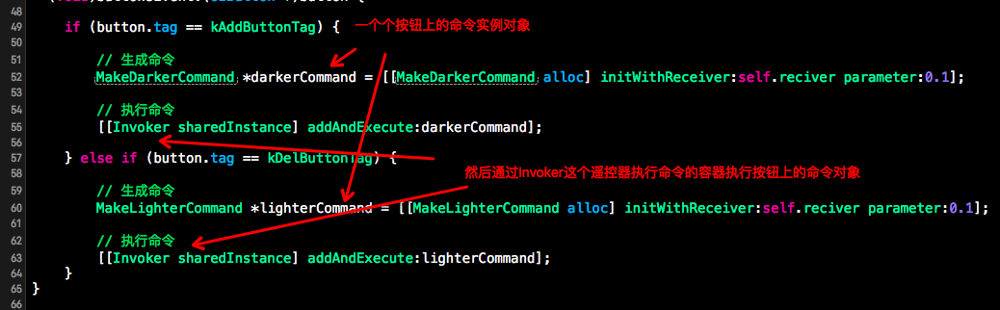 48
49 if (button.tag == kAddButtonTag) { 一个个按钮上的命令实例对象
50
51 // 生成命令
52 MakeDarkerCommand *darkerCommand = [[MakeDarkerCommand alloc] initWithReceiver:self.reciver parameter:0.1];
53
54 // 执行命令
55 [[Invoker sharedInstance] addAndExecute:darkerCommand];
56
57 } else if (button.tag == kDelButtonTag) {
58 然后通过Invoker这个遥控器执行命令的容器执行按钮上的命令对象
59 // 生成命令
60 MakeLighterCommand *lighterCommand = [[MakeLighterCommand alloc] initWithReceiver:self.reciver parameter:0.1];
61
62 // 执行命令
63 [[Invoker sharedInstance] addAndExecute:lighterCommand];
64 }
65 }
66